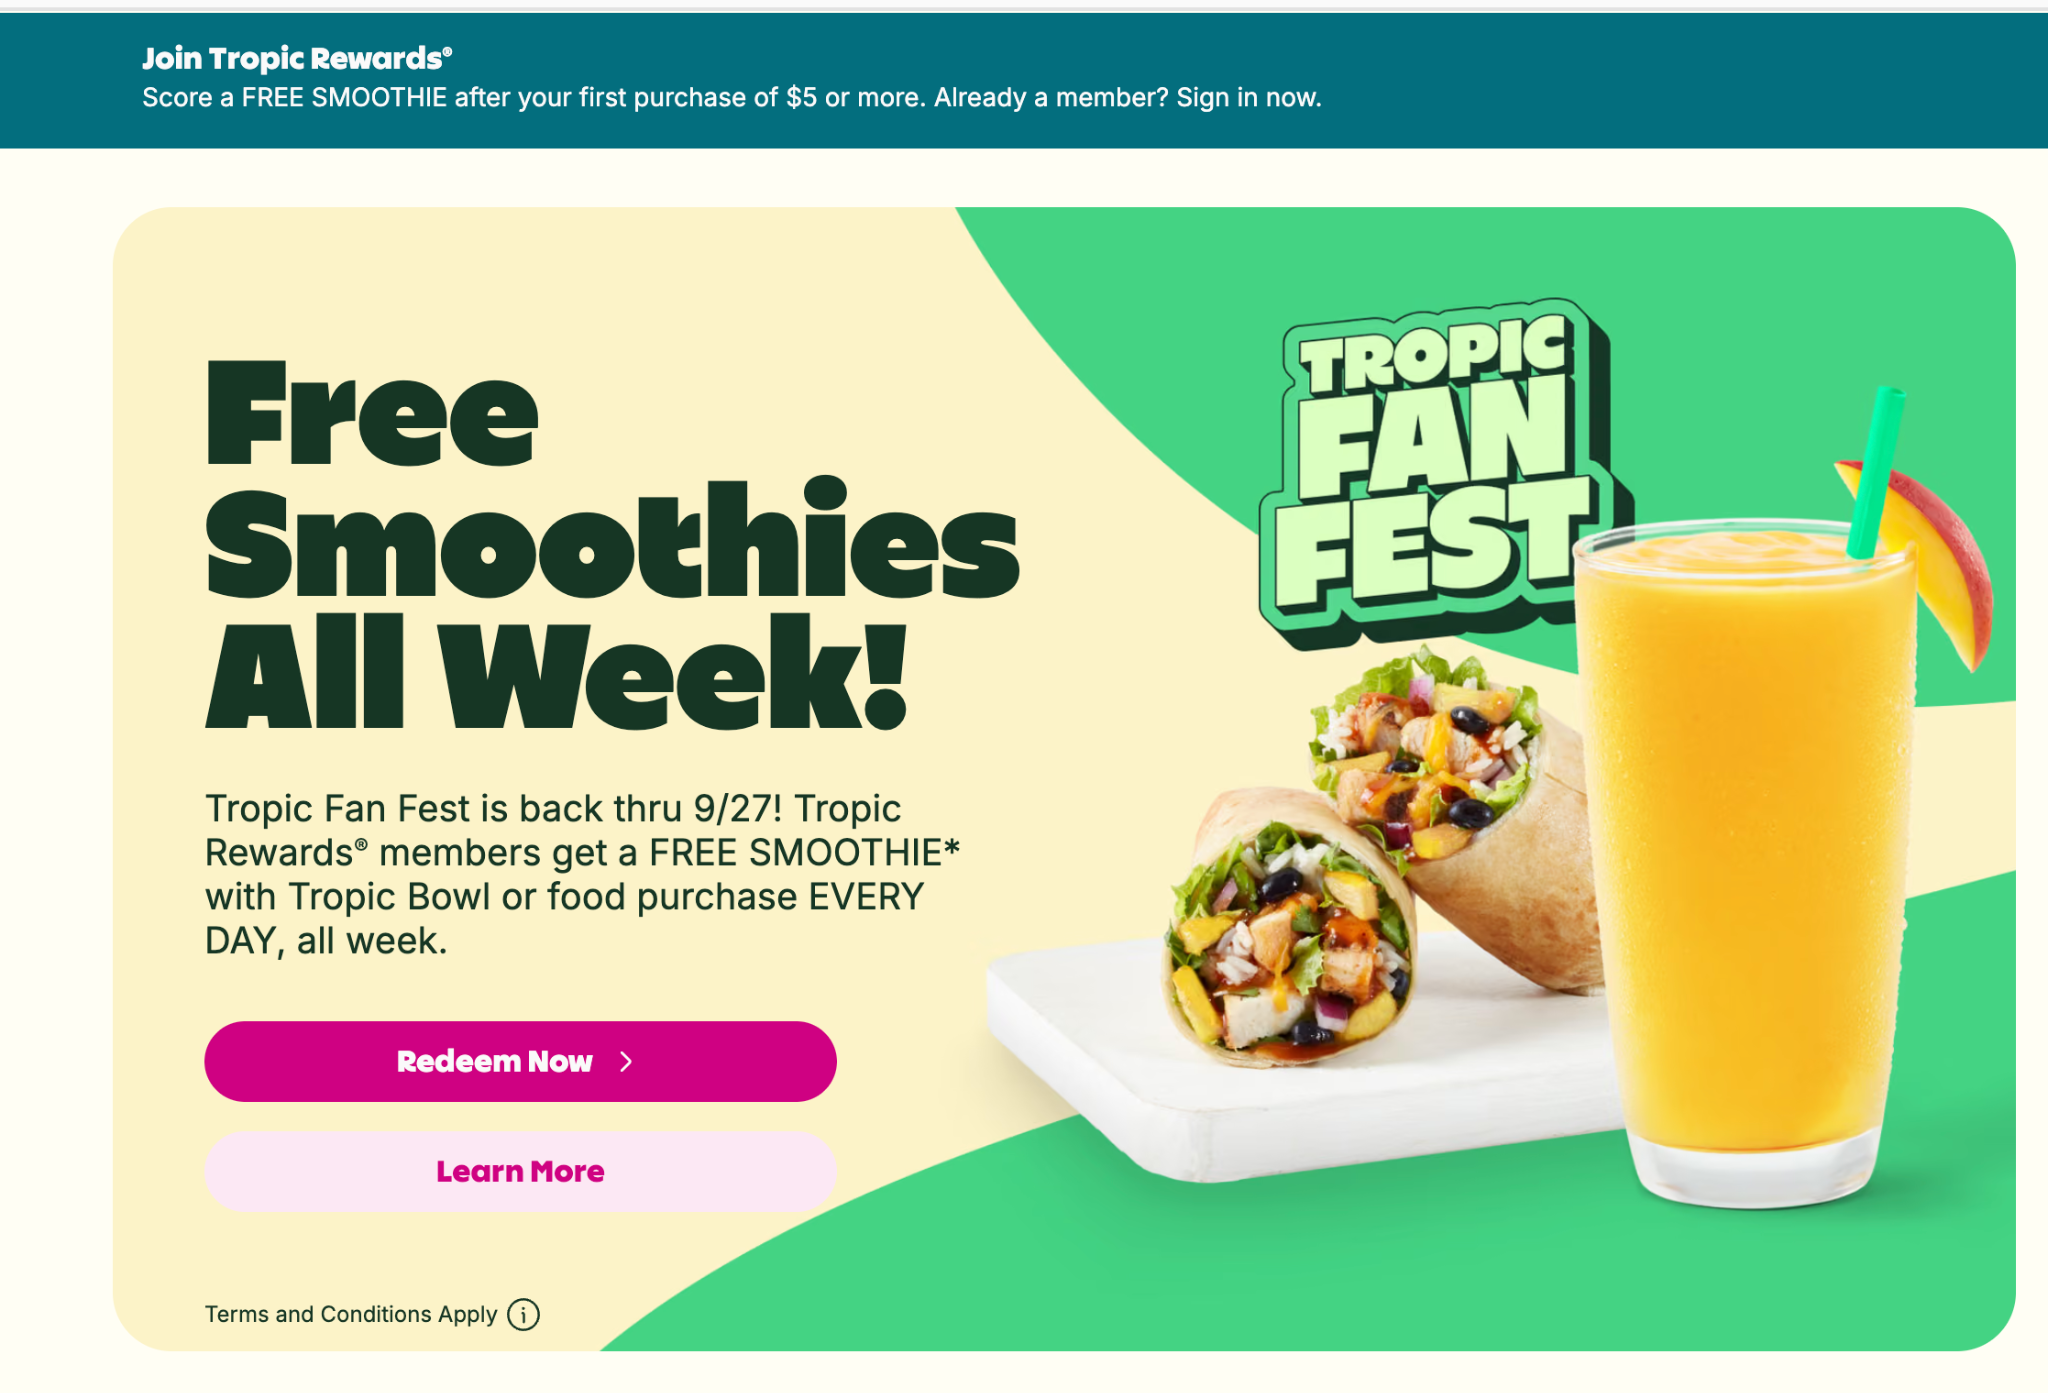 Join Tropic Rewards®
Score a FREE SMOOTHIE after your first purchase of $5 or more. Already a member? Sign in now.
Free
Smoothies
All Week!
Tropic Fan Fest is back thru 9/27! Tropic
Rewards® members get a FREE SMOOTHIE*
with Tropic Bowl or food purchase EVERY
DAY, all week.
Redeem Now
Learn More
Terms and Conditions Apply
TROPIC
FAN
FEST